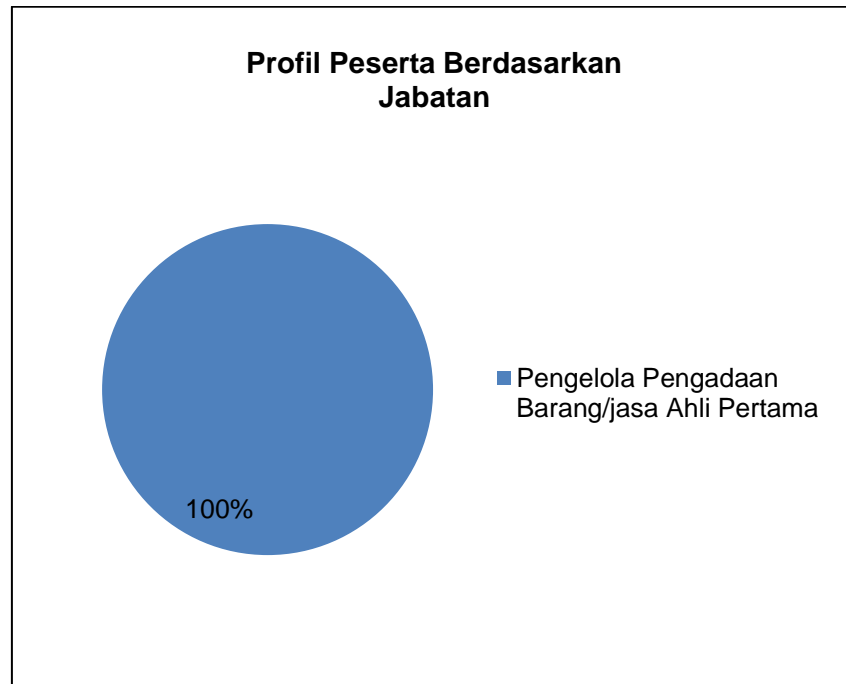 Profil Peserta Berdasarkan
Jabatan
100%
Pengelola Pengadaan
Barang/jasa Ahli Pertama